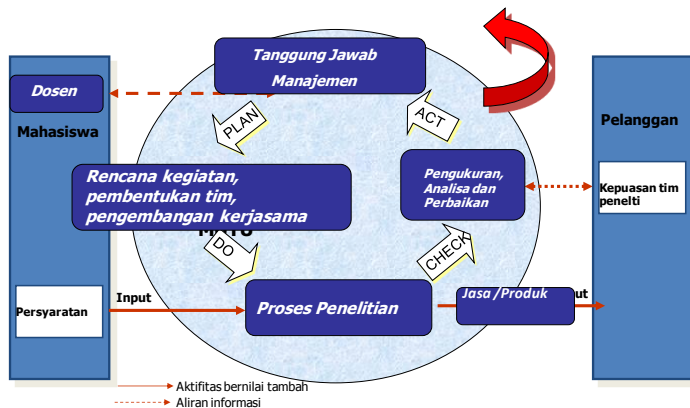 Tanggung Jawab
Manajemen
Dosen
Mahasiswa
PLAN
ACT
Pelanggan
Rencana kegiatan,
pembentukan tim,
pengembangan kerjasama
Pengukuran,
Analisa dan
Perbaikan
Kepuasan tim
penelti
DO
CHECK
Persyaratan
Input
Proses Penelitian
Jasa /Produk
Aktifitas bernilai tambah
Aliran informasi